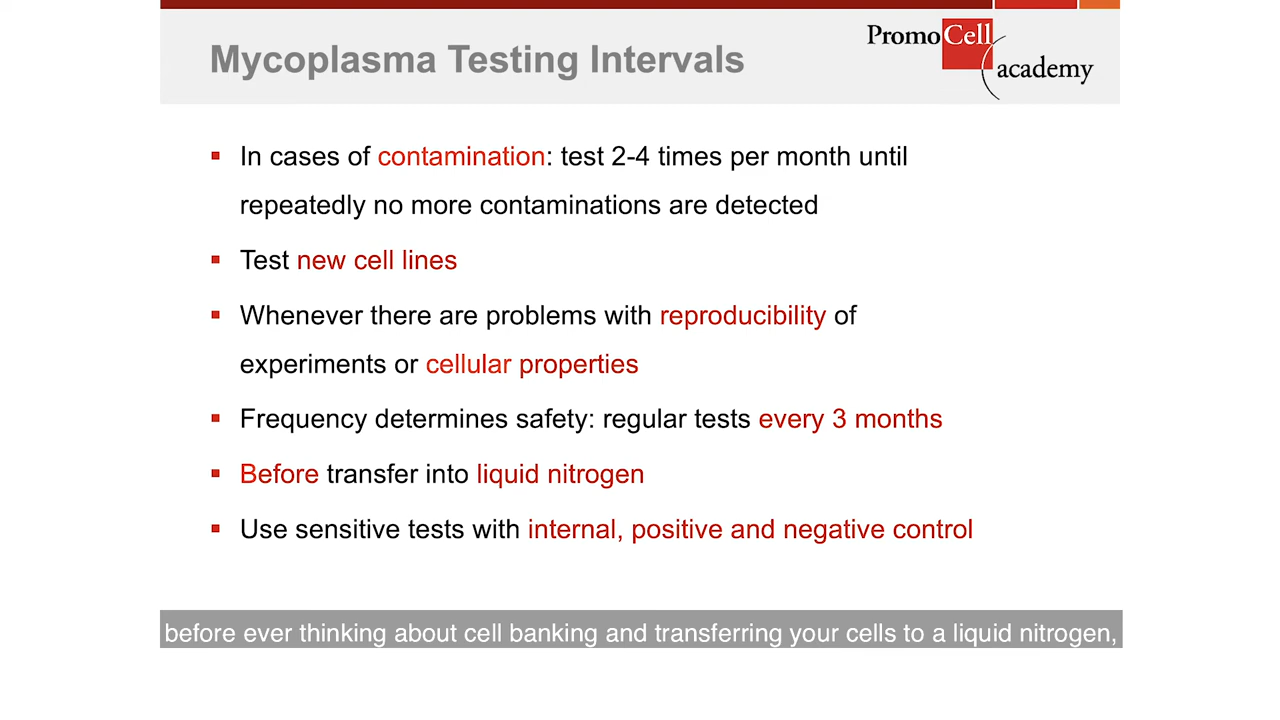 Mycoplasma Testing Intervals
PromoCell
academy
▪ In cases of contamination: test 2-4 times per month until
repeatedly no more contaminations are detected
▪ Test new cell lines
▪ Whenever there are problems with reproducibility of
experiments or cellular properties
▪ Frequency determines safety: regular tests every 3 months
▪ Before transfer into liquid nitrogen
▪ Use sensitive tests with internal, positive and negative control
before ever thinking about cell banking and transferring your cells to a liquid nitrogen,